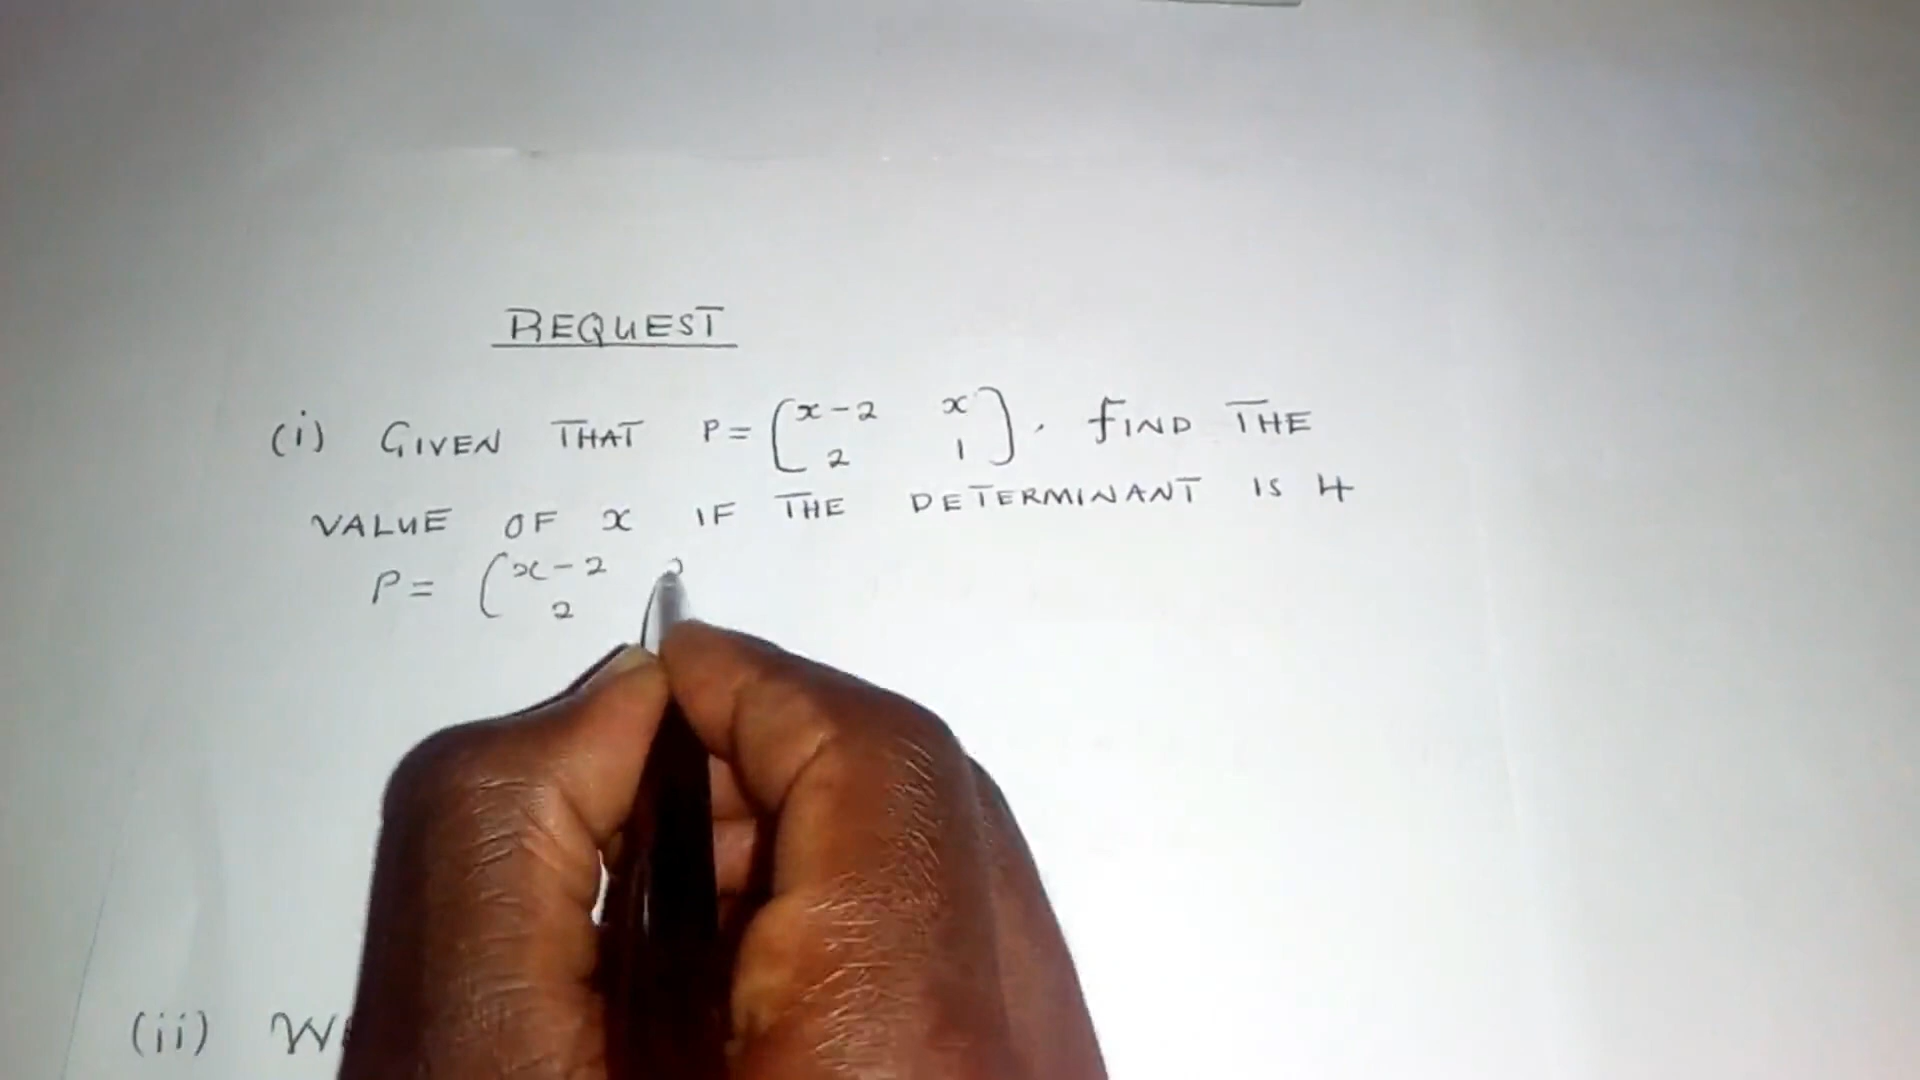 REQUEST
(i) GIVEN THAT P = (x-2 x
2 1). FIND THE
VALUE OF x IF THE DETERMINANT IS 4
P = (x-2
2
(ii)